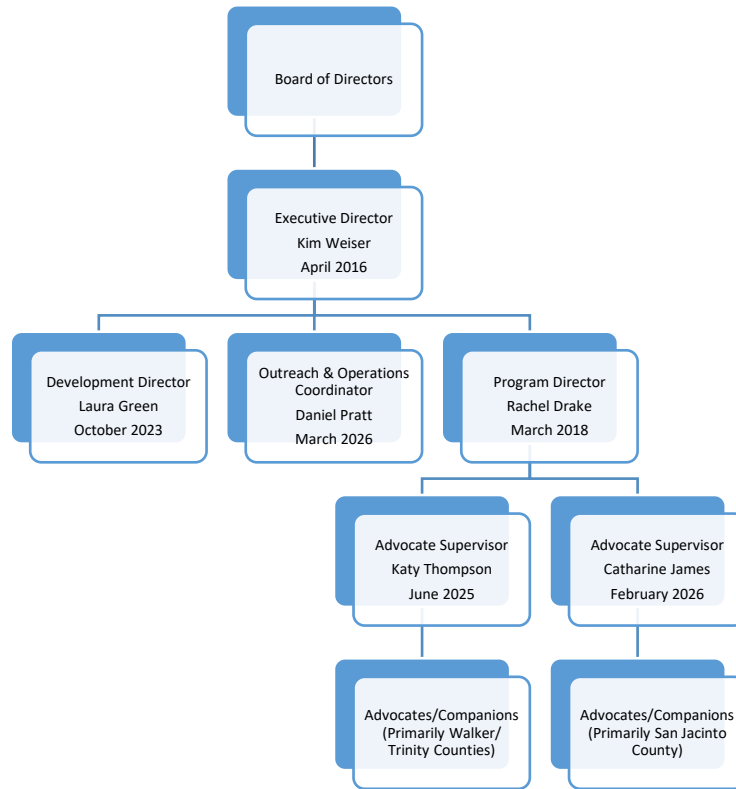 Board of Directors
Executive Director
Kim Weiser
April 2016
Development Director
Laura Green
October 2023
Outreach & Operations
Coordinator
Daniel Pratt
March 2026
Program Director
Rachel Drake
March 2018
Advocate Supervisor
Katy Thompson
June 2025
Advocate Supervisor
Catharine James
February 2026
Advocates/Companions
(Primarily Walker/
Trinity Counties)
Advocates/Companions
(Primarily San Jacinto
County)